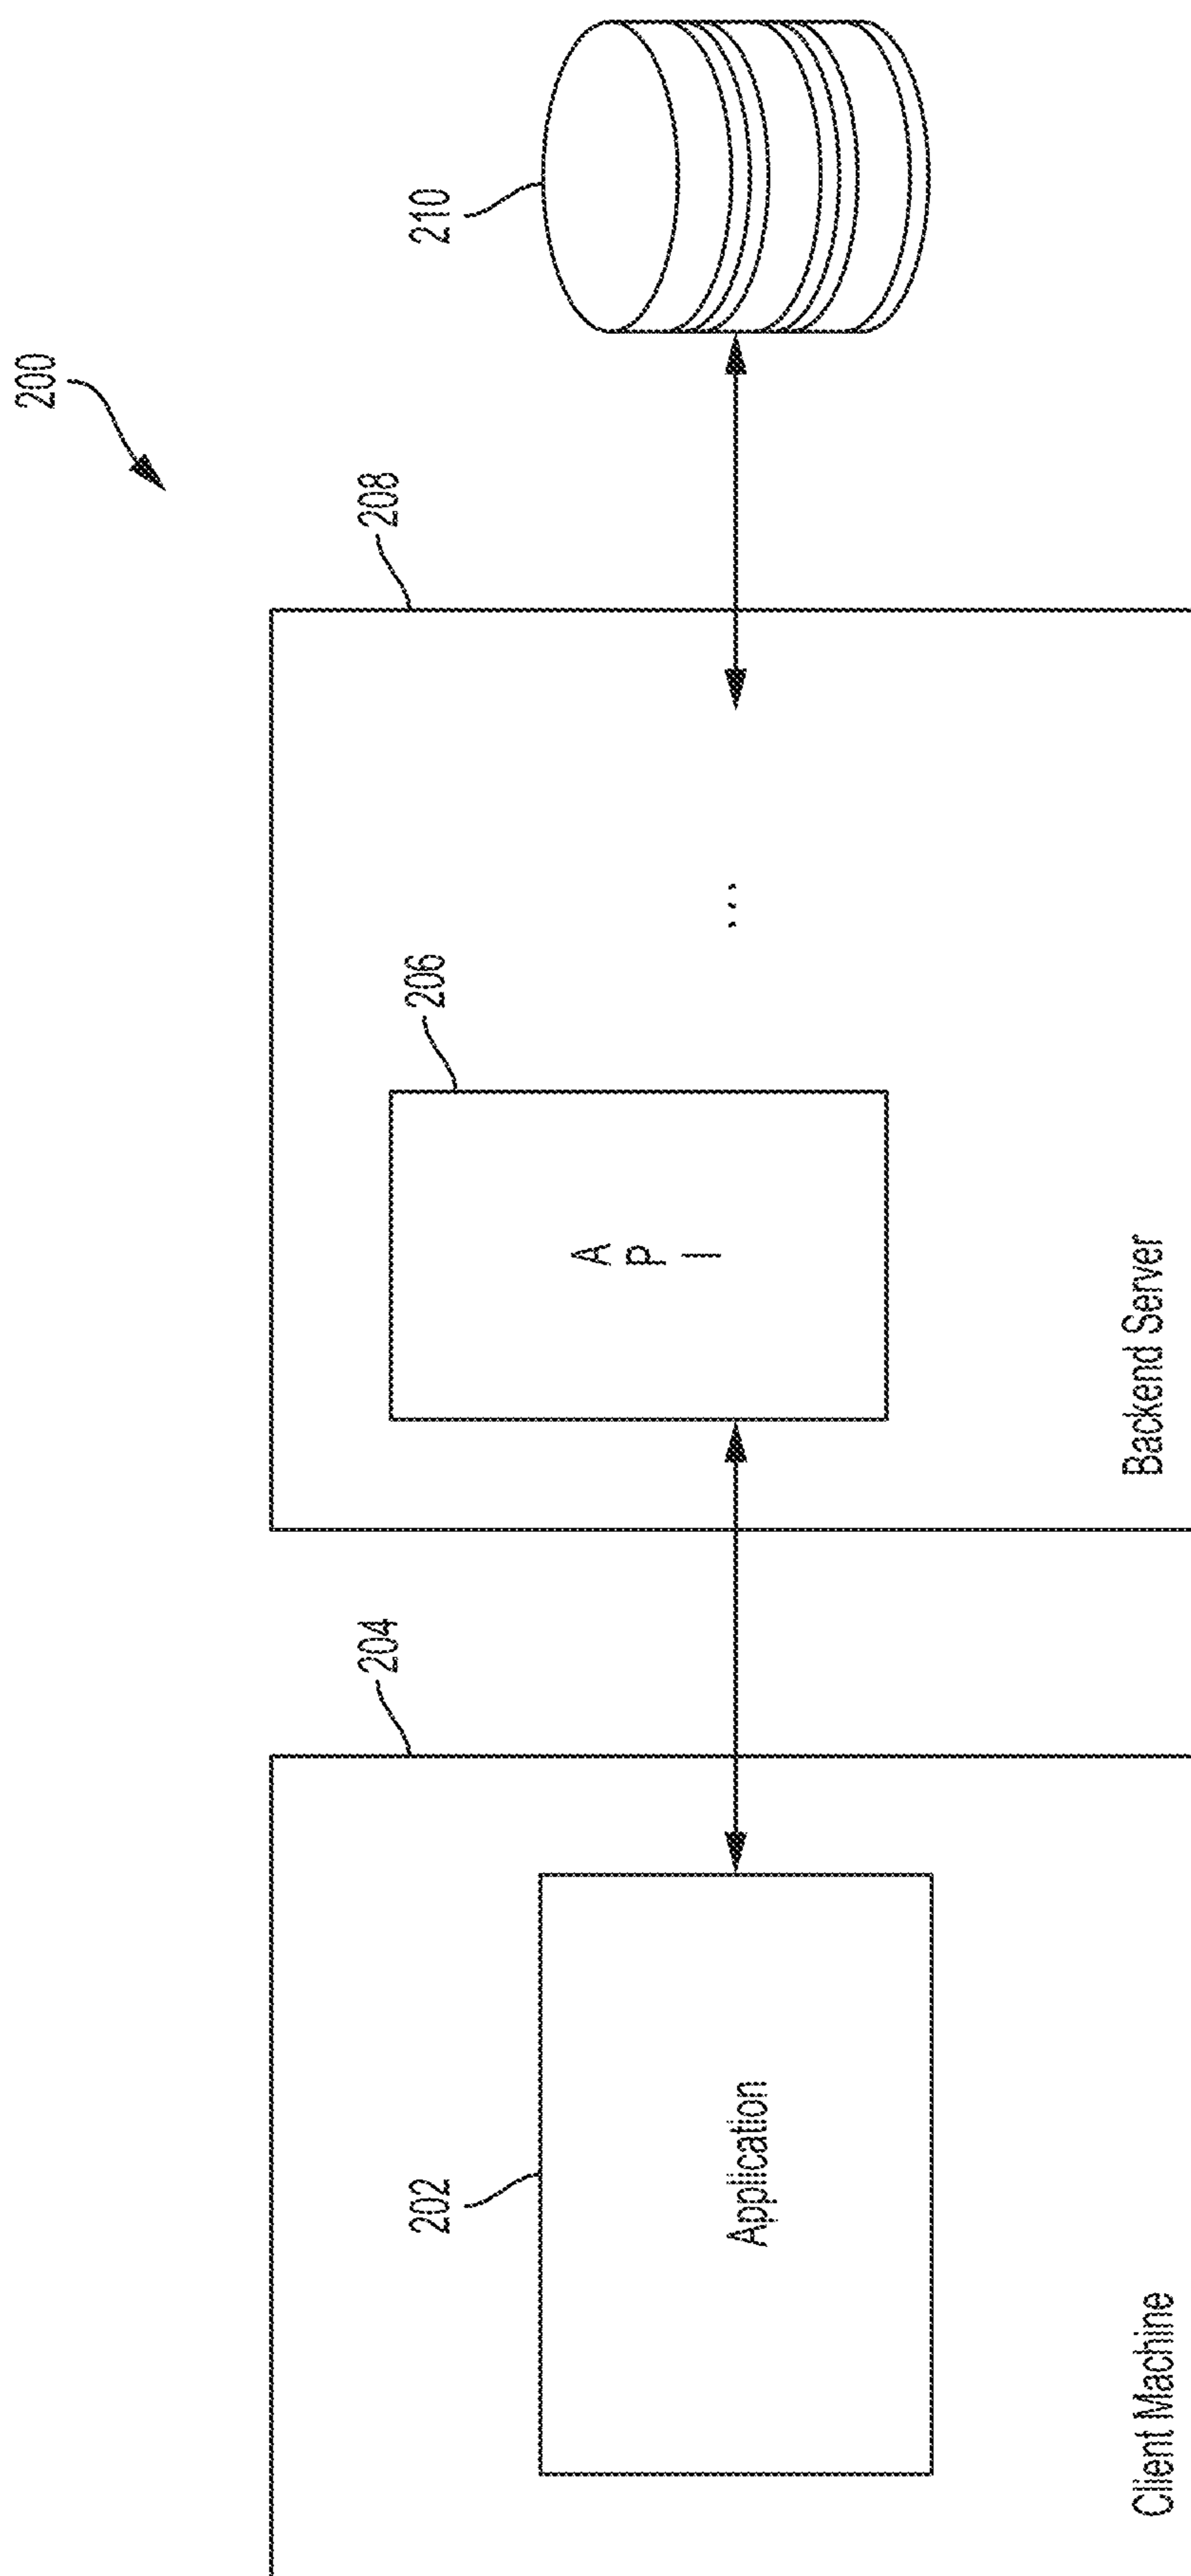 200
210
208
206
A
P
I
Backend Server
204
202
Application
Client Machine
...